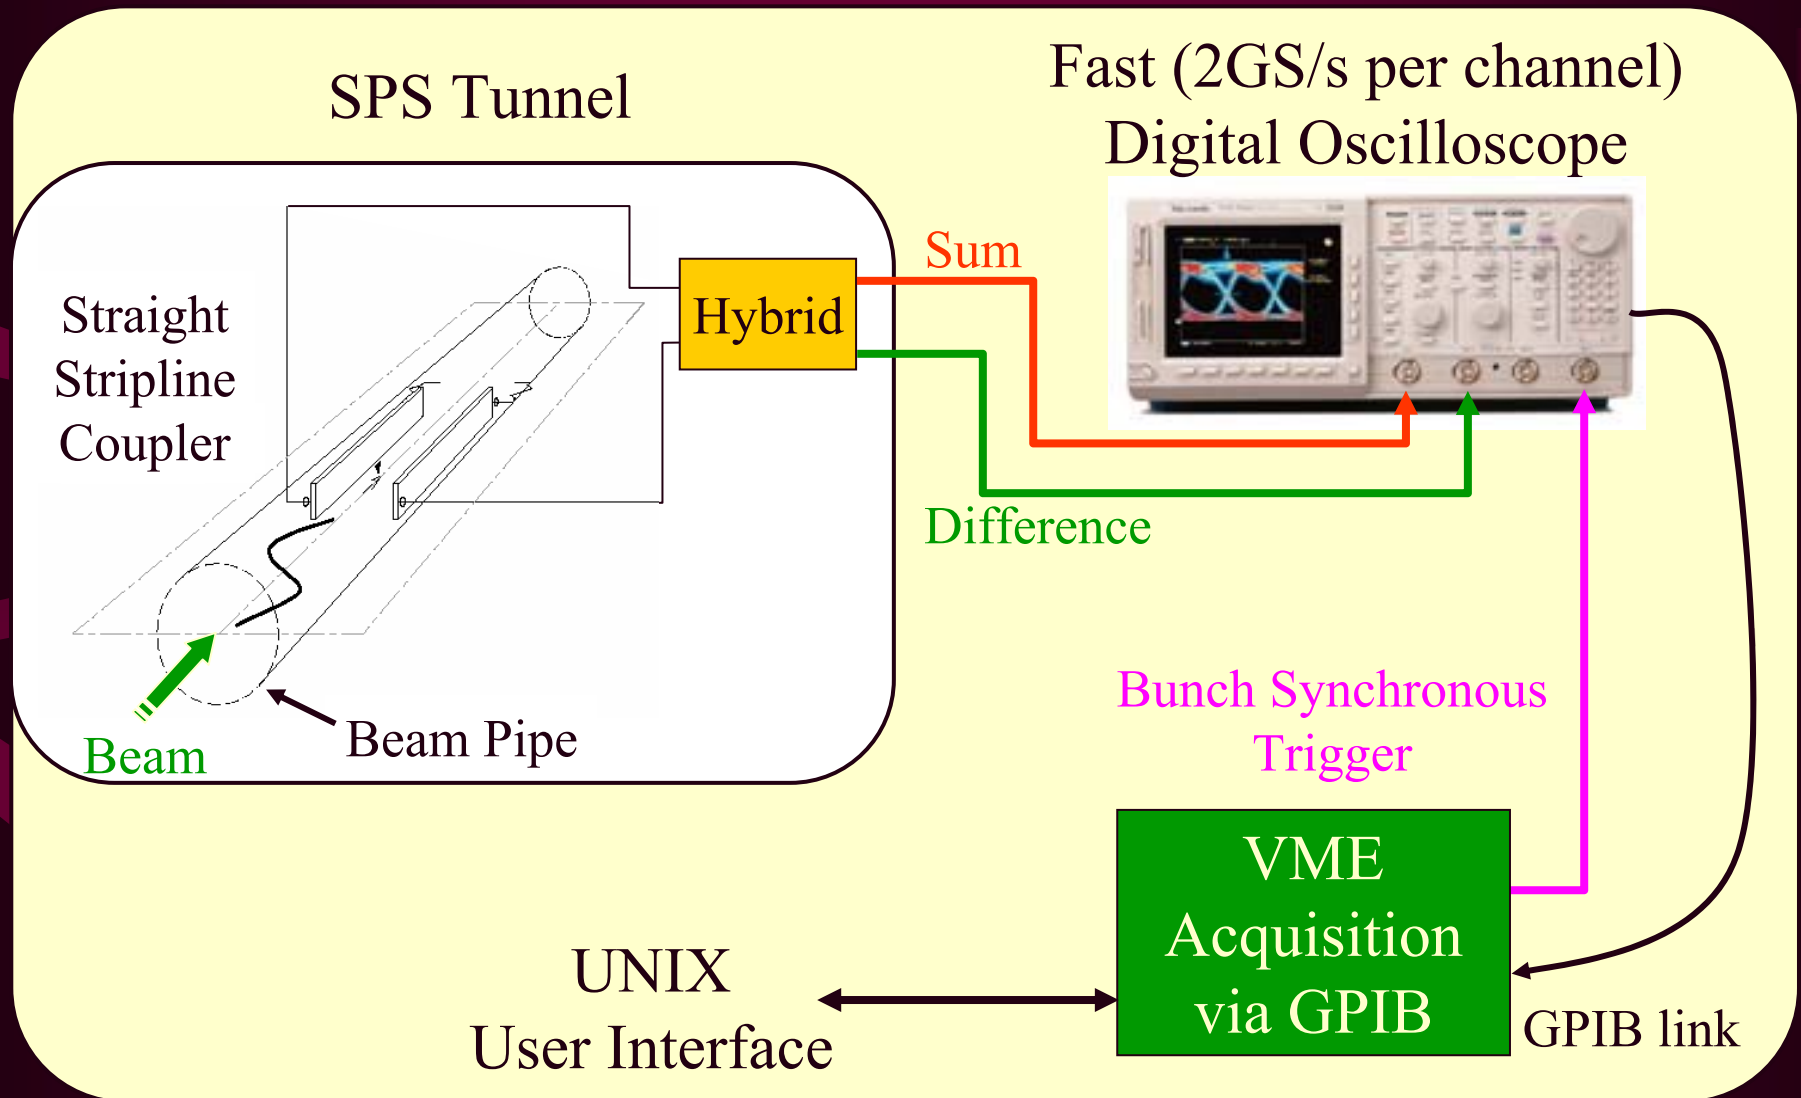 SPS Tunnel
Fast (2GS/s per channel)
Digital Oscilloscope
Straight
Stripline
Coupler
Hybrid
Sum
Difference
Beam
Beam Pipe
Bunch Synchronous
Trigger
VME
Acquisition
via GPIB
GPIB link
UNIX
User Interface